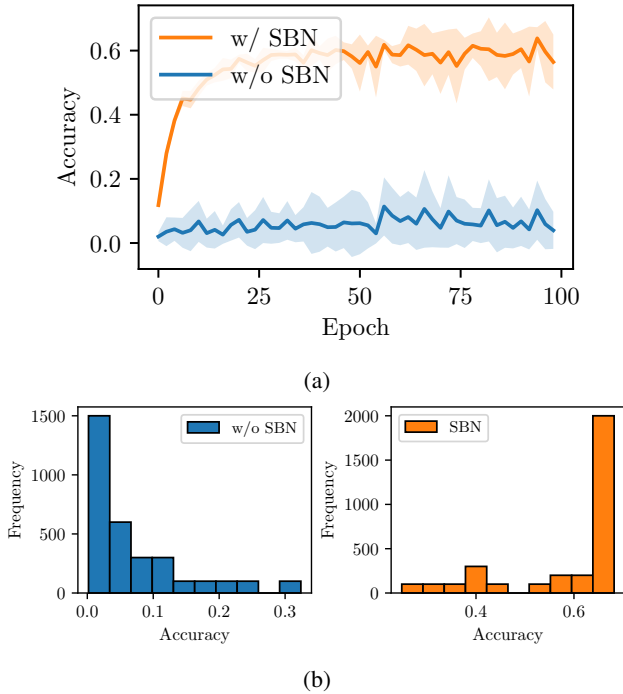 w/ SBN
w/o SBN
0.6
0.4
0.2
0.0
Accuracy
0 25 50 75 100
Epoch
(a)
1500
1000
500
0
Frequency
w/o SBN
0.0 0.1 0.2 0.3
Accuracy
2000
1500
1000
500
0
Frequency
SBN
0.4 0.6
Accuracy
(b)